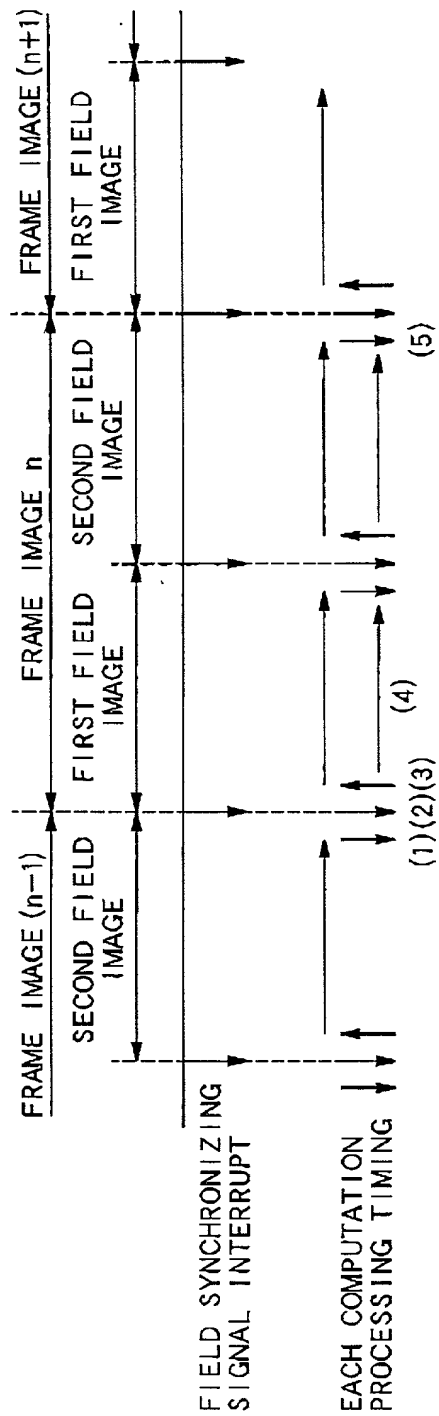 FRAME IMAGE (n−1)
FRAME IMAGE n
FRAME IMAGE (n+1)
SECOND FIELD
IMAGE
FIRST FIELD
IMAGE
SECOND FIELD
IMAGE
FIRST FIELD
IMAGE
FIELD SYNCHRONIZING
SIGNAL INTERRUPT
EACH COMPUTATION
PROCESSING TIMING
(1)(2)(3)
(4)
(5)